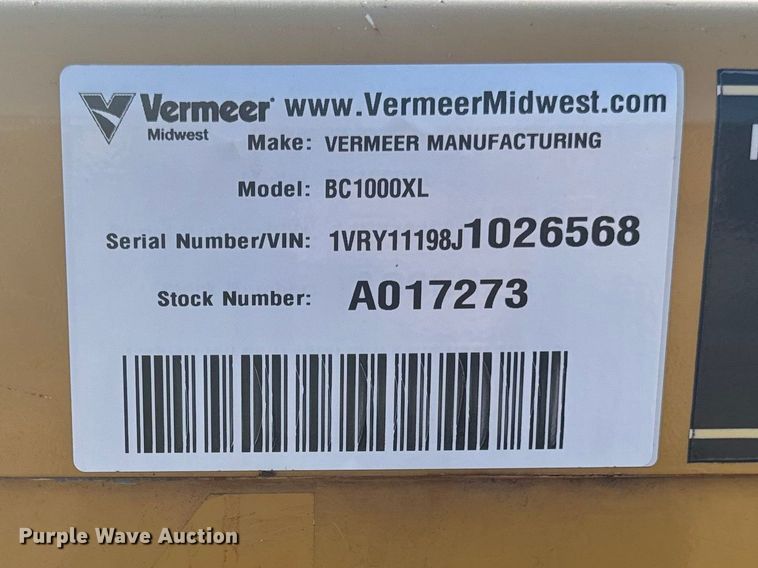 Vermeer www.VermeerMidwest.com
Midwest
Make: VERMEER MANUFACTURING
Model: BC1000XL
Serial Number/VIN: 1VRY11198J1026568
Stock Number: A017273
Purple Wave Auction